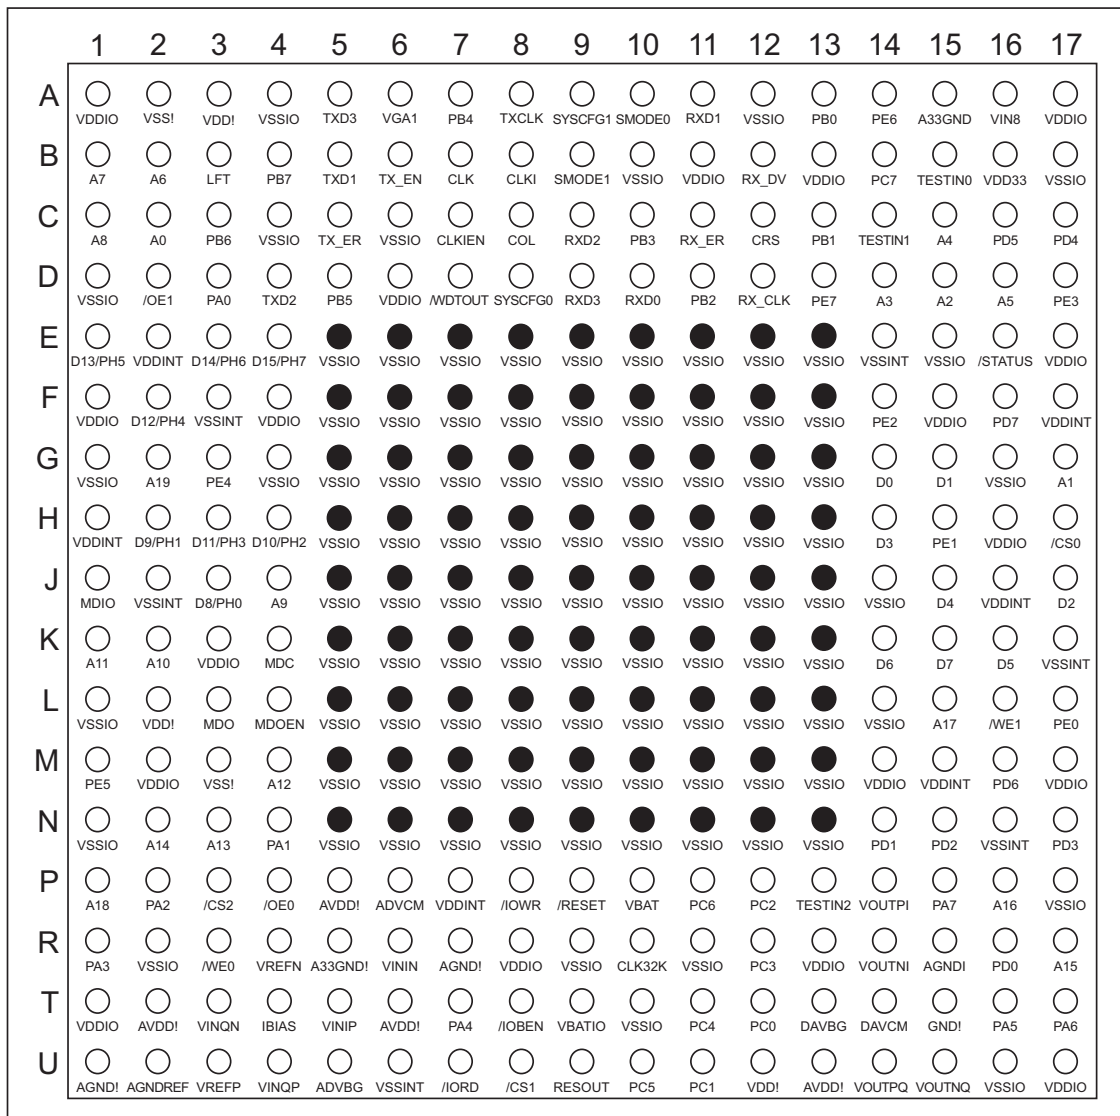 1 2 3 4 5 6 7 8 9 10 11 12 13 14 15 16 17
A
VDDIO VSS! VDD! VSSIO TXD3 VGA1 PB4 TXCLK SYSCFG1 SMODE0 RXD1 VSSIO PB0 PE6 A33GND VIN8 VDDIO
B
A7 A6 LFT PB7 TXD1 TX_EN CLK CLKI SMODE1 VSSIO VDDIO RX_DV VDDIO PC7 TESTIN0 VDD33 VSSIO
C
A8 A0 PB6 VSSIO TX_ER VSSIO CLKIEN COL RXD2 PB3 RX_ER CRS PB1 TESTIN1 A4 PD5 PD4
D
VSSIO /OE1 PA0 TXD2 PB5 VDDIO /WDTOUT SYSCFG0 RXD3 RXD0 PB2 RX_CLK PE7 A3 A2 A5 PE3
E
D13/PH5 VDDINT D14/PH6 D15/PH7 VSSIO VSSIO VSSIO VSSIO VSSIO VSSIO VSSIO VSSIO VSSIO VSSINT VSSIO /STATUS VDDIO
F
VDDIO D12/PH4 VSSINT VDDIO VSSIO VSSIO VSSIO VSSIO VSSIO VSSIO VSSIO VSSIO VSSIO PE2 VDDIO PD7 VDDINT
G
VSSIO A19 PE4 VSSIO VSSIO VSSIO VSSIO VSSIO VSSIO VSSIO VSSIO VSSIO VSSIO D0 D1 VSSIO A1
H
VDDINT D9/PH1 D11/PH3 D10/PH2 VSSIO VSSIO VSSIO VSSIO VSSIO VSSIO VSSIO VSSIO VSSIO D3 PE1 VDDIO /CS0
J
MDIO VSSINT D8/PH0 A9 VSSIO VSSIO VSSIO VSSIO VSSIO VSSIO VSSIO VSSIO VSSIO VSSIO D4 VDDINT D2
K
A11 A10 VDDIO MDC VSSIO VSSIO VSSIO VSSIO VSSIO VSSIO VSSIO VSSIO VSSIO D6 D7 D5 VSSINT
L
VSSIO VDD! MDO MDOEN VSSIO VSSIO VSSIO VSSIO VSSIO VSSIO VSSIO VSSIO VSSIO VSSIO A17 /WE1 PE0
M
PE5 VDDIO VSS! A12 VSSIO VSSIO VSSIO VSSIO VSSIO VSSIO VSSIO VSSIO VSSIO VDDIO VDDINT PD6 VDDIO
N
VSSIO A14 A13 PA1 VSSIO VSSIO VSSIO VSSIO VSSIO VSSIO VSSIO VSSIO VSSIO PD1 PD2 VSSINT PD3
P
A18 PA2 /CS2 /OE0 AVDD! ADVCM VDDINT /IOWR /RESET VBAT PC6 PC2 TESTIN2 VOUTPI PA7 A16 VSSIO
R
PA3 VSSIO /WE0 VREFN A33GND! VININ AGND! VDDIO VSSIO CLK32K VSSIO PC3 VDDIO VOUTNI AGNDI PD0 A15
T
VDDIO AVDD! VINQN IBIAS VINIP AVDD! PA4 /IOBEN VBATIO VSSIO PC4 PC0 DAVBG DAVCM GND! PA5 PA6
U
AGND! AGNDREF VREFP VINQP ADVBG VSSINT /IORD /CS1 RESOUT PC5 PC1 VDD! AVDD! VOUTPQ VOUTNQ VSSIO VDDIO